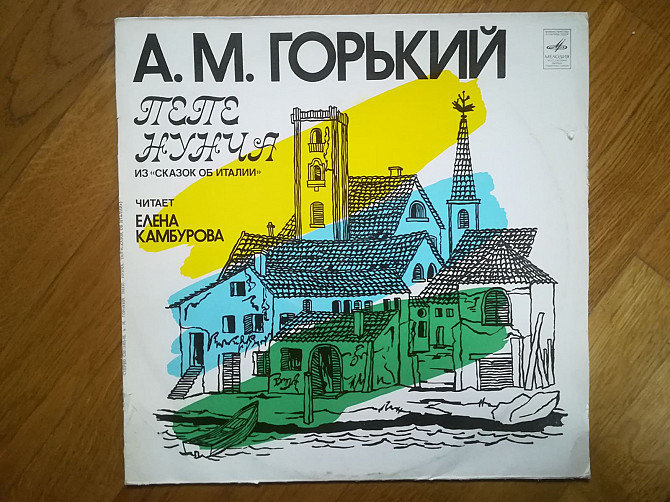 А. М. ГОРЬКИЙ
ПЕПЕ
НУНЧА
ИЗ «СКАЗОК ОБ ИТАЛИИ»
ЧИТАЕТ
ЕЛЕНА
КАМБУРОВА